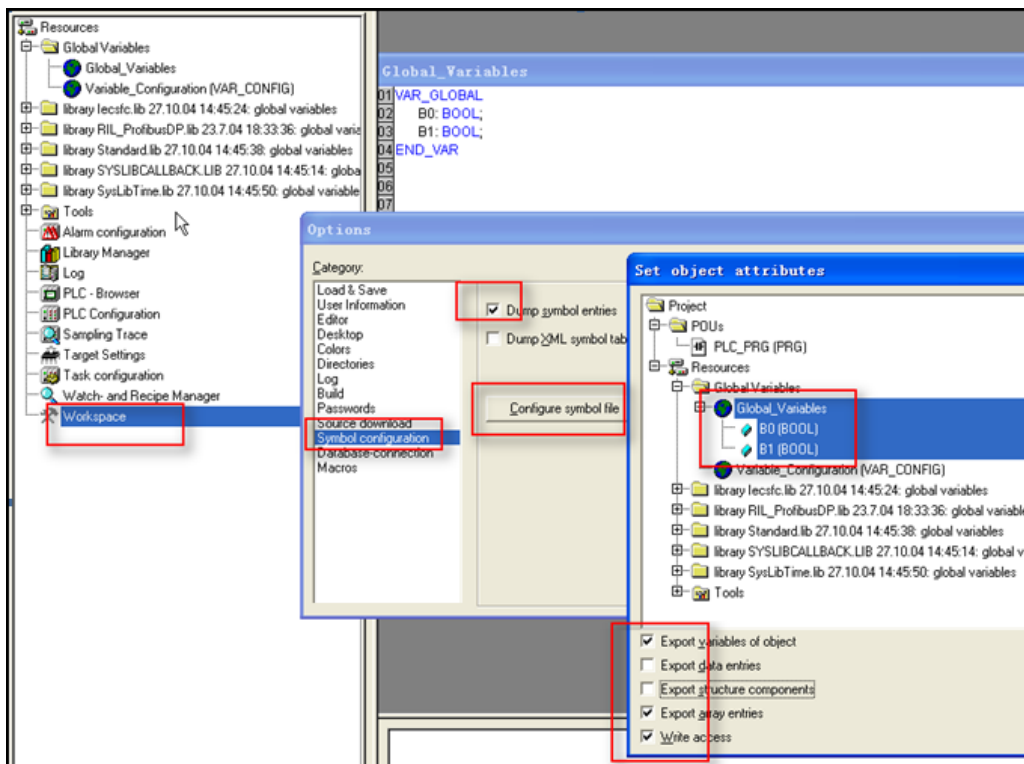 Resources
Global Variables
Global_Variables
Variable_Configuration (VAR_CONFIG)
library Iecsfc.lib 27.10.04 14:45:24: global variables
library RIL_ProfibusDP.lib 23.7.04 18:33:36: global varia
library Standard.lib 27.10.04 14:45:38: global variables
library SYSLIBCALLBACK.LIB 27.10.04 14:45:14: globa
library SysLibTime.lib 27.10.04 14:45:50: global variable
Tools
Alarm configuration
Library Manager
Log
PLC - Browser
PLC Configuration
Sampling Trace
Target Settings
Task configuration
Watch- and Recipe Manager
Workspace
Global_Variables
01 VAR_GLOBAL
02 B0: BOOL;
03 B1: BOOL;
04 END_VAR
05
06
07
Options
Category:
Load & Save
User Information
Editor
Desktop
Colors
Directories
Log
Build
Passwords
Source download
Symbol configuration
Database-connection
Macros
Dump symbol entries
Dump XML symbol tab
Configure symbol file
Set object attributes
Project
POUs
PLC_PRG (PRG)
Resources
Global Variables
Global_Variables
B0 (BOOL)
B1 (BOOL)
Variable_Configuration (VAR_CONFIG)
library Iecsfc.lib 27.10.04 14:45:24: global variables
library RIL_ProfibusDP.lib 23.7.04 18:33:36: global variable
library Standard.lib 27.10.04 14:45:38: global variables
library SYSLIBCALLBACK.LIB 27.10.04 14:45:14: global v
library SysLibTime.lib 27.10.04 14:45:50: global variables
Tools
Export variables of object
Export data entries
Export structure components
Export array entries
Write access